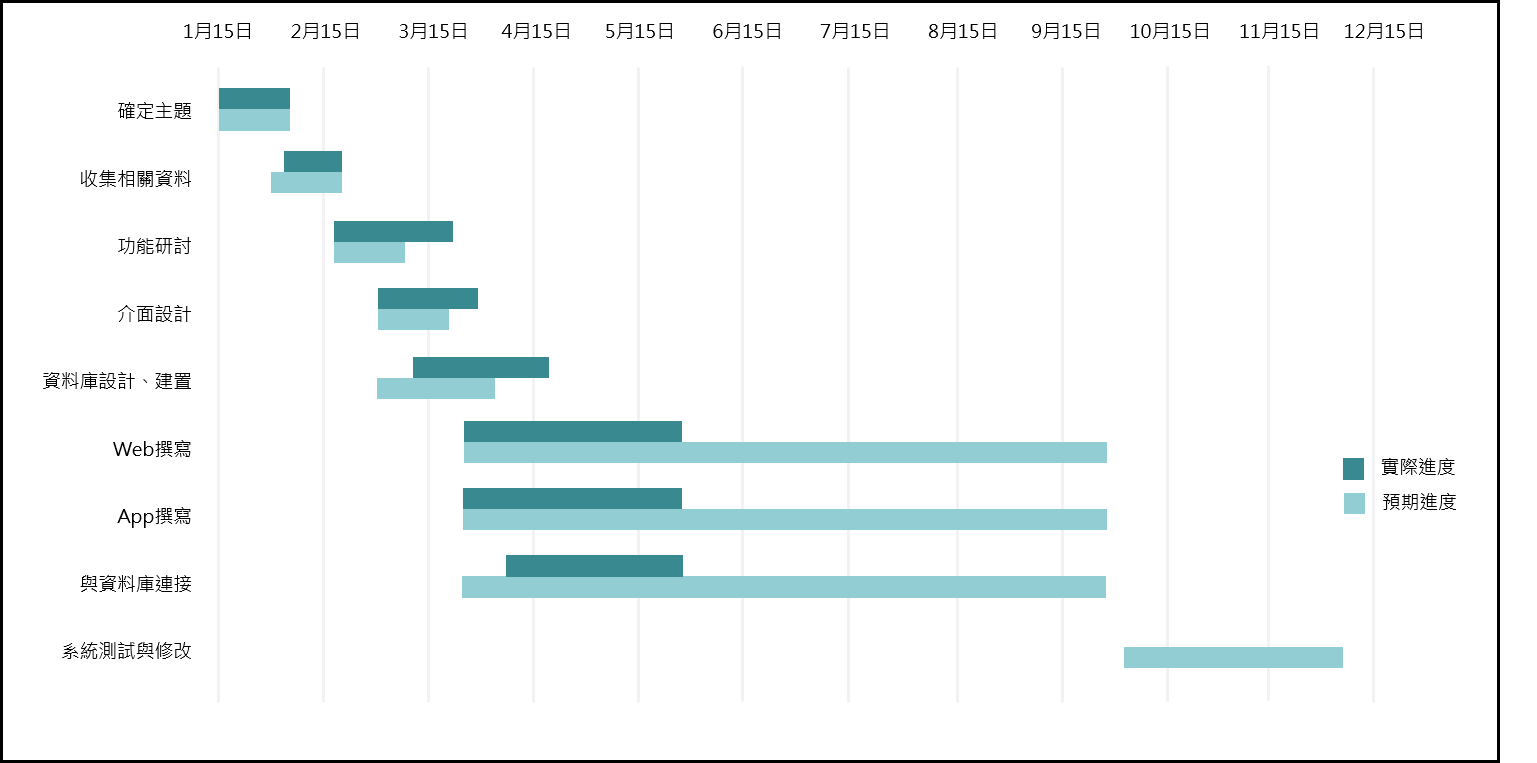 1月15日 2月15日 3月15日 4月15日 5月15日 6月15日 7月15日 8月15日 9月15日 10月15日 11月15日 12月15日
確定主題
收集相關資料
功能研討
介面設計
資料庫設計、建置
Web撰寫
App撰寫
與資料庫連接
系統測試與修改
實際進度
預期進度